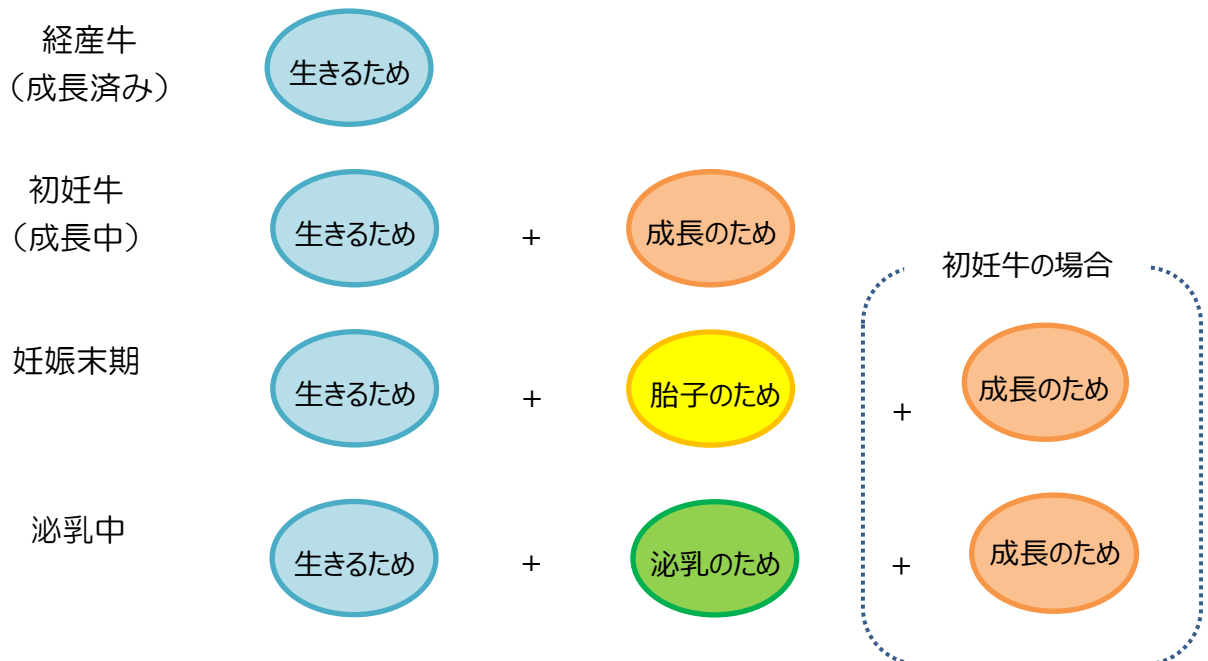 経産牛
（成長済み）
生きるため
初妊牛
（成長中）
生きるため
+
成長のため
初妊牛の場合
妊娠末期
生きるため
+
胎子のため
+
成長のため
泌乳中
生きるため
+
泌乳のため
+
成長のため